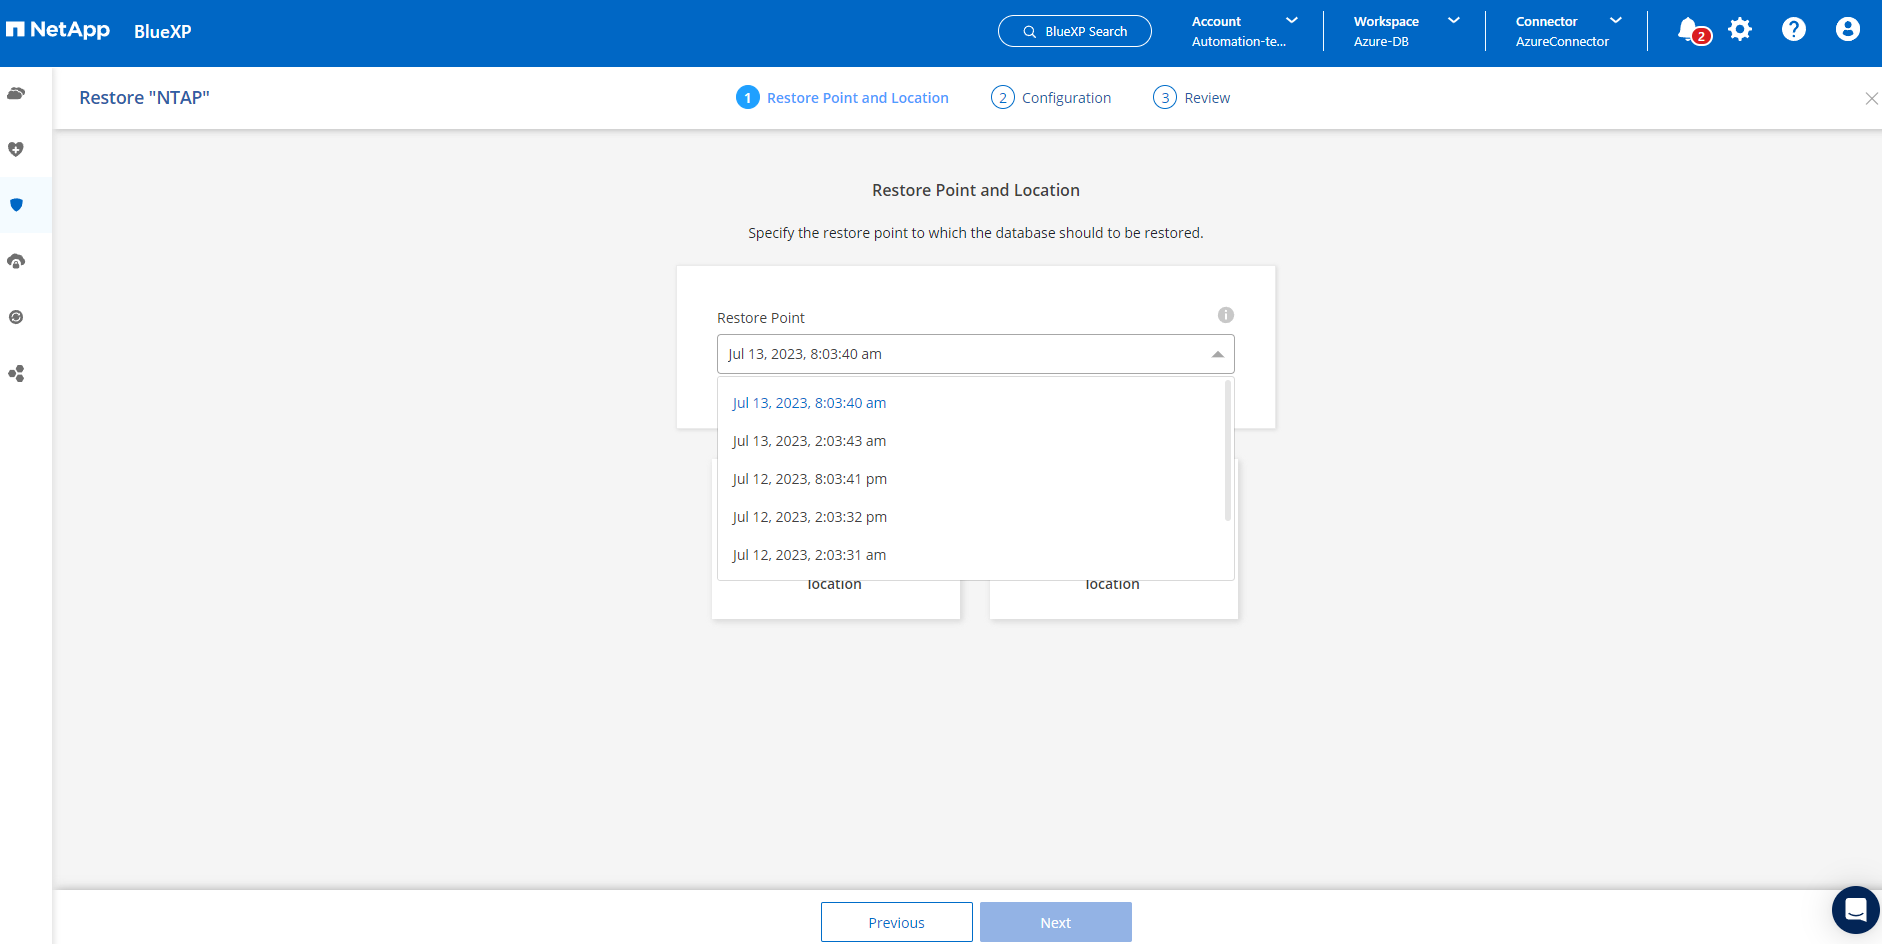 NetApp BlueXP
BlueXP Search
Account
Automation-te...
Workspace
Azure-DB
Connector
AzureConnector
2
Restore "NTAP"
1 Restore Point and Location
2 Configuration
3 Review
Restore Point and Location
Specify the restore point to which the database should to be restored.
Restore Point
Jul 13, 2023, 8:03:40 am
Jul 13, 2023, 8:03:40 am
Jul 13, 2023, 2:03:43 am
Jul 12, 2023, 8:03:41 pm
Jul 12, 2023, 2:03:32 pm
Jul 12, 2023, 2:03:31 am
location
location
Previous
Next